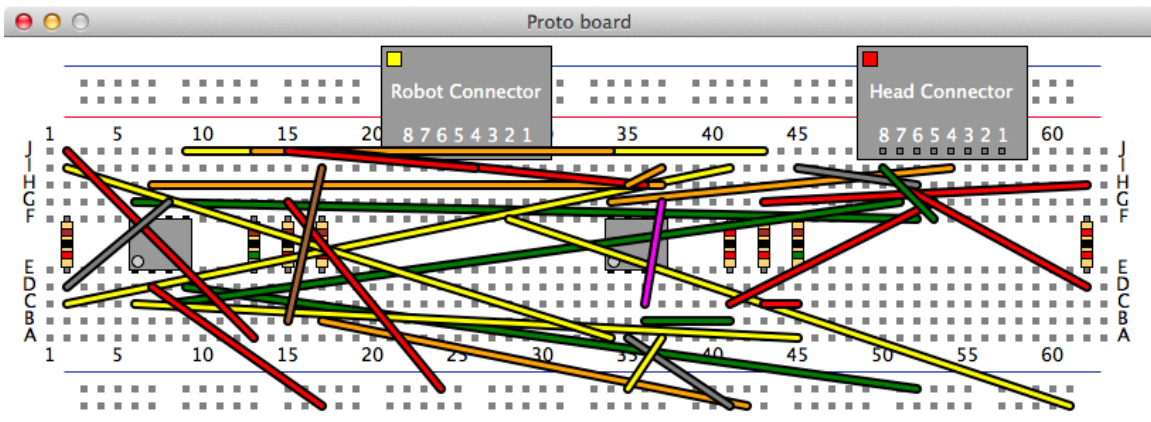 Proto board
Robot Connector
Head Connector
8 7 6 5 4 3 2 1
8 7 6 5 4 3 2 1
1 5 10 15 20 35 40 45 60
J J
I I
H H
G G
F F
E E
D D
C C
B B
A A
1 5 10 15 20 25 30 35 40 45 50 55 60